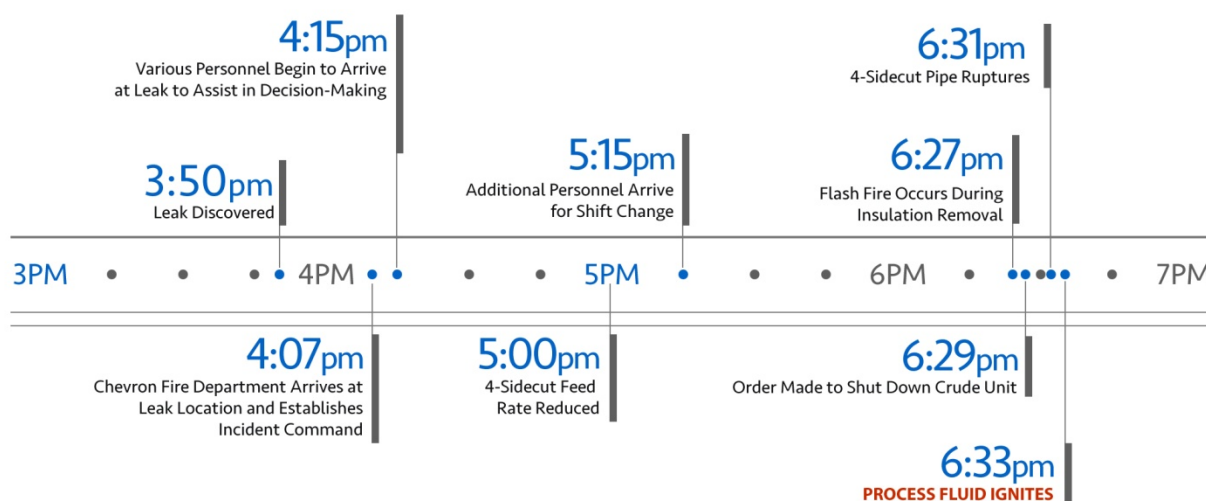 4:15pm
Various Personnel Begin to Arrive
at Leak to Assist in Decision-Making
6:31pm
4-Sidecut Pipe Ruptures
3:50pm
Leak Discovered
5:15pm
Additional Personnel Arrive
for Shift Change
6:27pm
Flash Fire Occurs During
Insulation Removal
3PM 4PM 5PM 6PM 7PM
4:07pm
Chevron Fire Department Arrives at
Leak Location and Establishes
Incident Command
5:00pm
4-Sidecut Feed
Rate Reduced
6:29pm
Order Made to Shut Down Crude Unit
6:33pm
PROCESS FLUID IGNITES